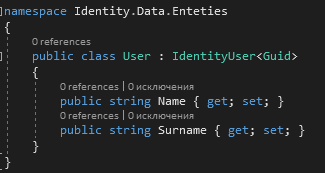 namespace Identity.Data.Enteties
{
0 references
public class User : IdentityUser<Guid>
{
0 references | 0 исключения
public string Name { get; set; }
0 references | 0 исключения
public string Surname { get; set; }
}
}